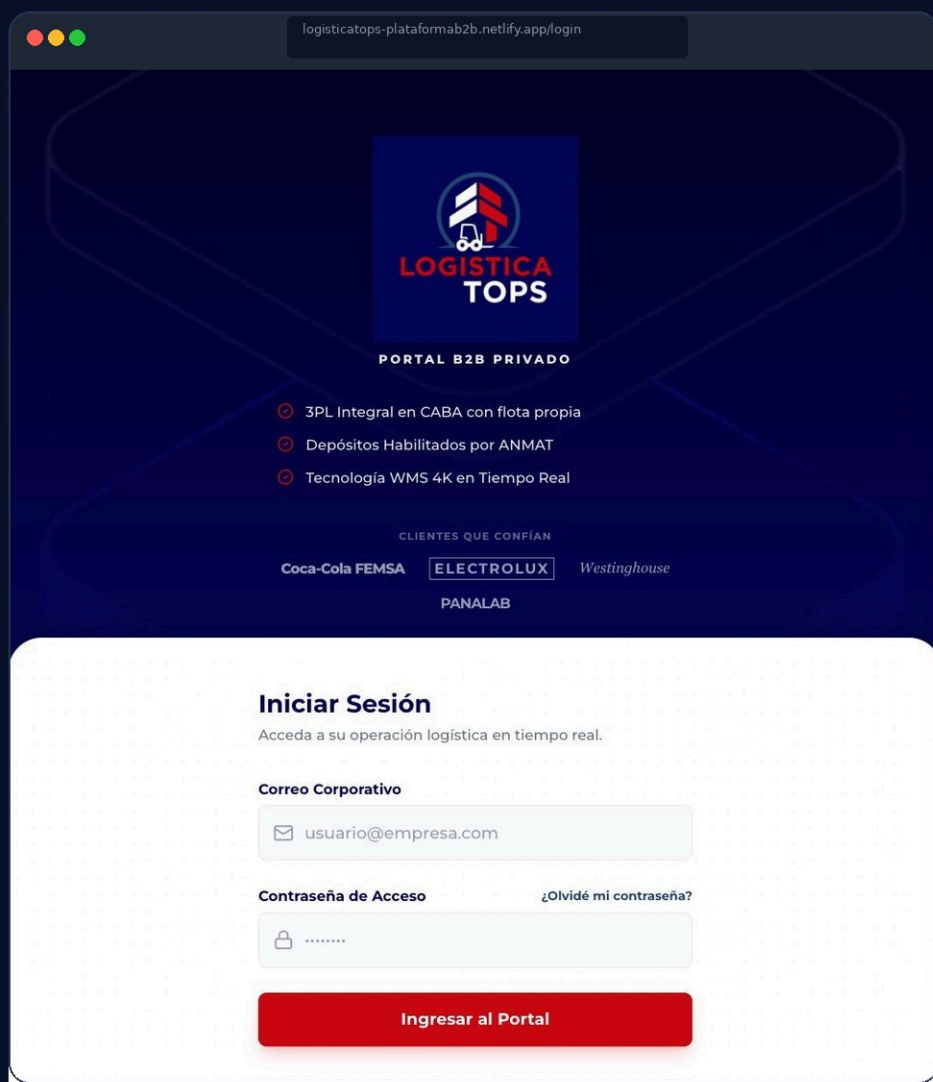 logisticatops-plataformab2b.netlify.app/login
LOGISTICA
TOPS
PORTAL B2B PRIVADO
3PL Integral en CABA con flota propia
Depósitos Habilitados por ANMAT
Tecnología WMS 4K en Tiempo Real
CLIENTES QUE CONFÍAN
Coca-Cola FEMSA ELECTROLUX Westinghouse
PANALAB
Iniciar Sesión
Acceda a su operación logística en tiempo real.
Correo Corporativo
usuario@empresa.com
Contraseña de Acceso ¿Olvidé mi contraseña?
••••••••
Ingresar al Portal